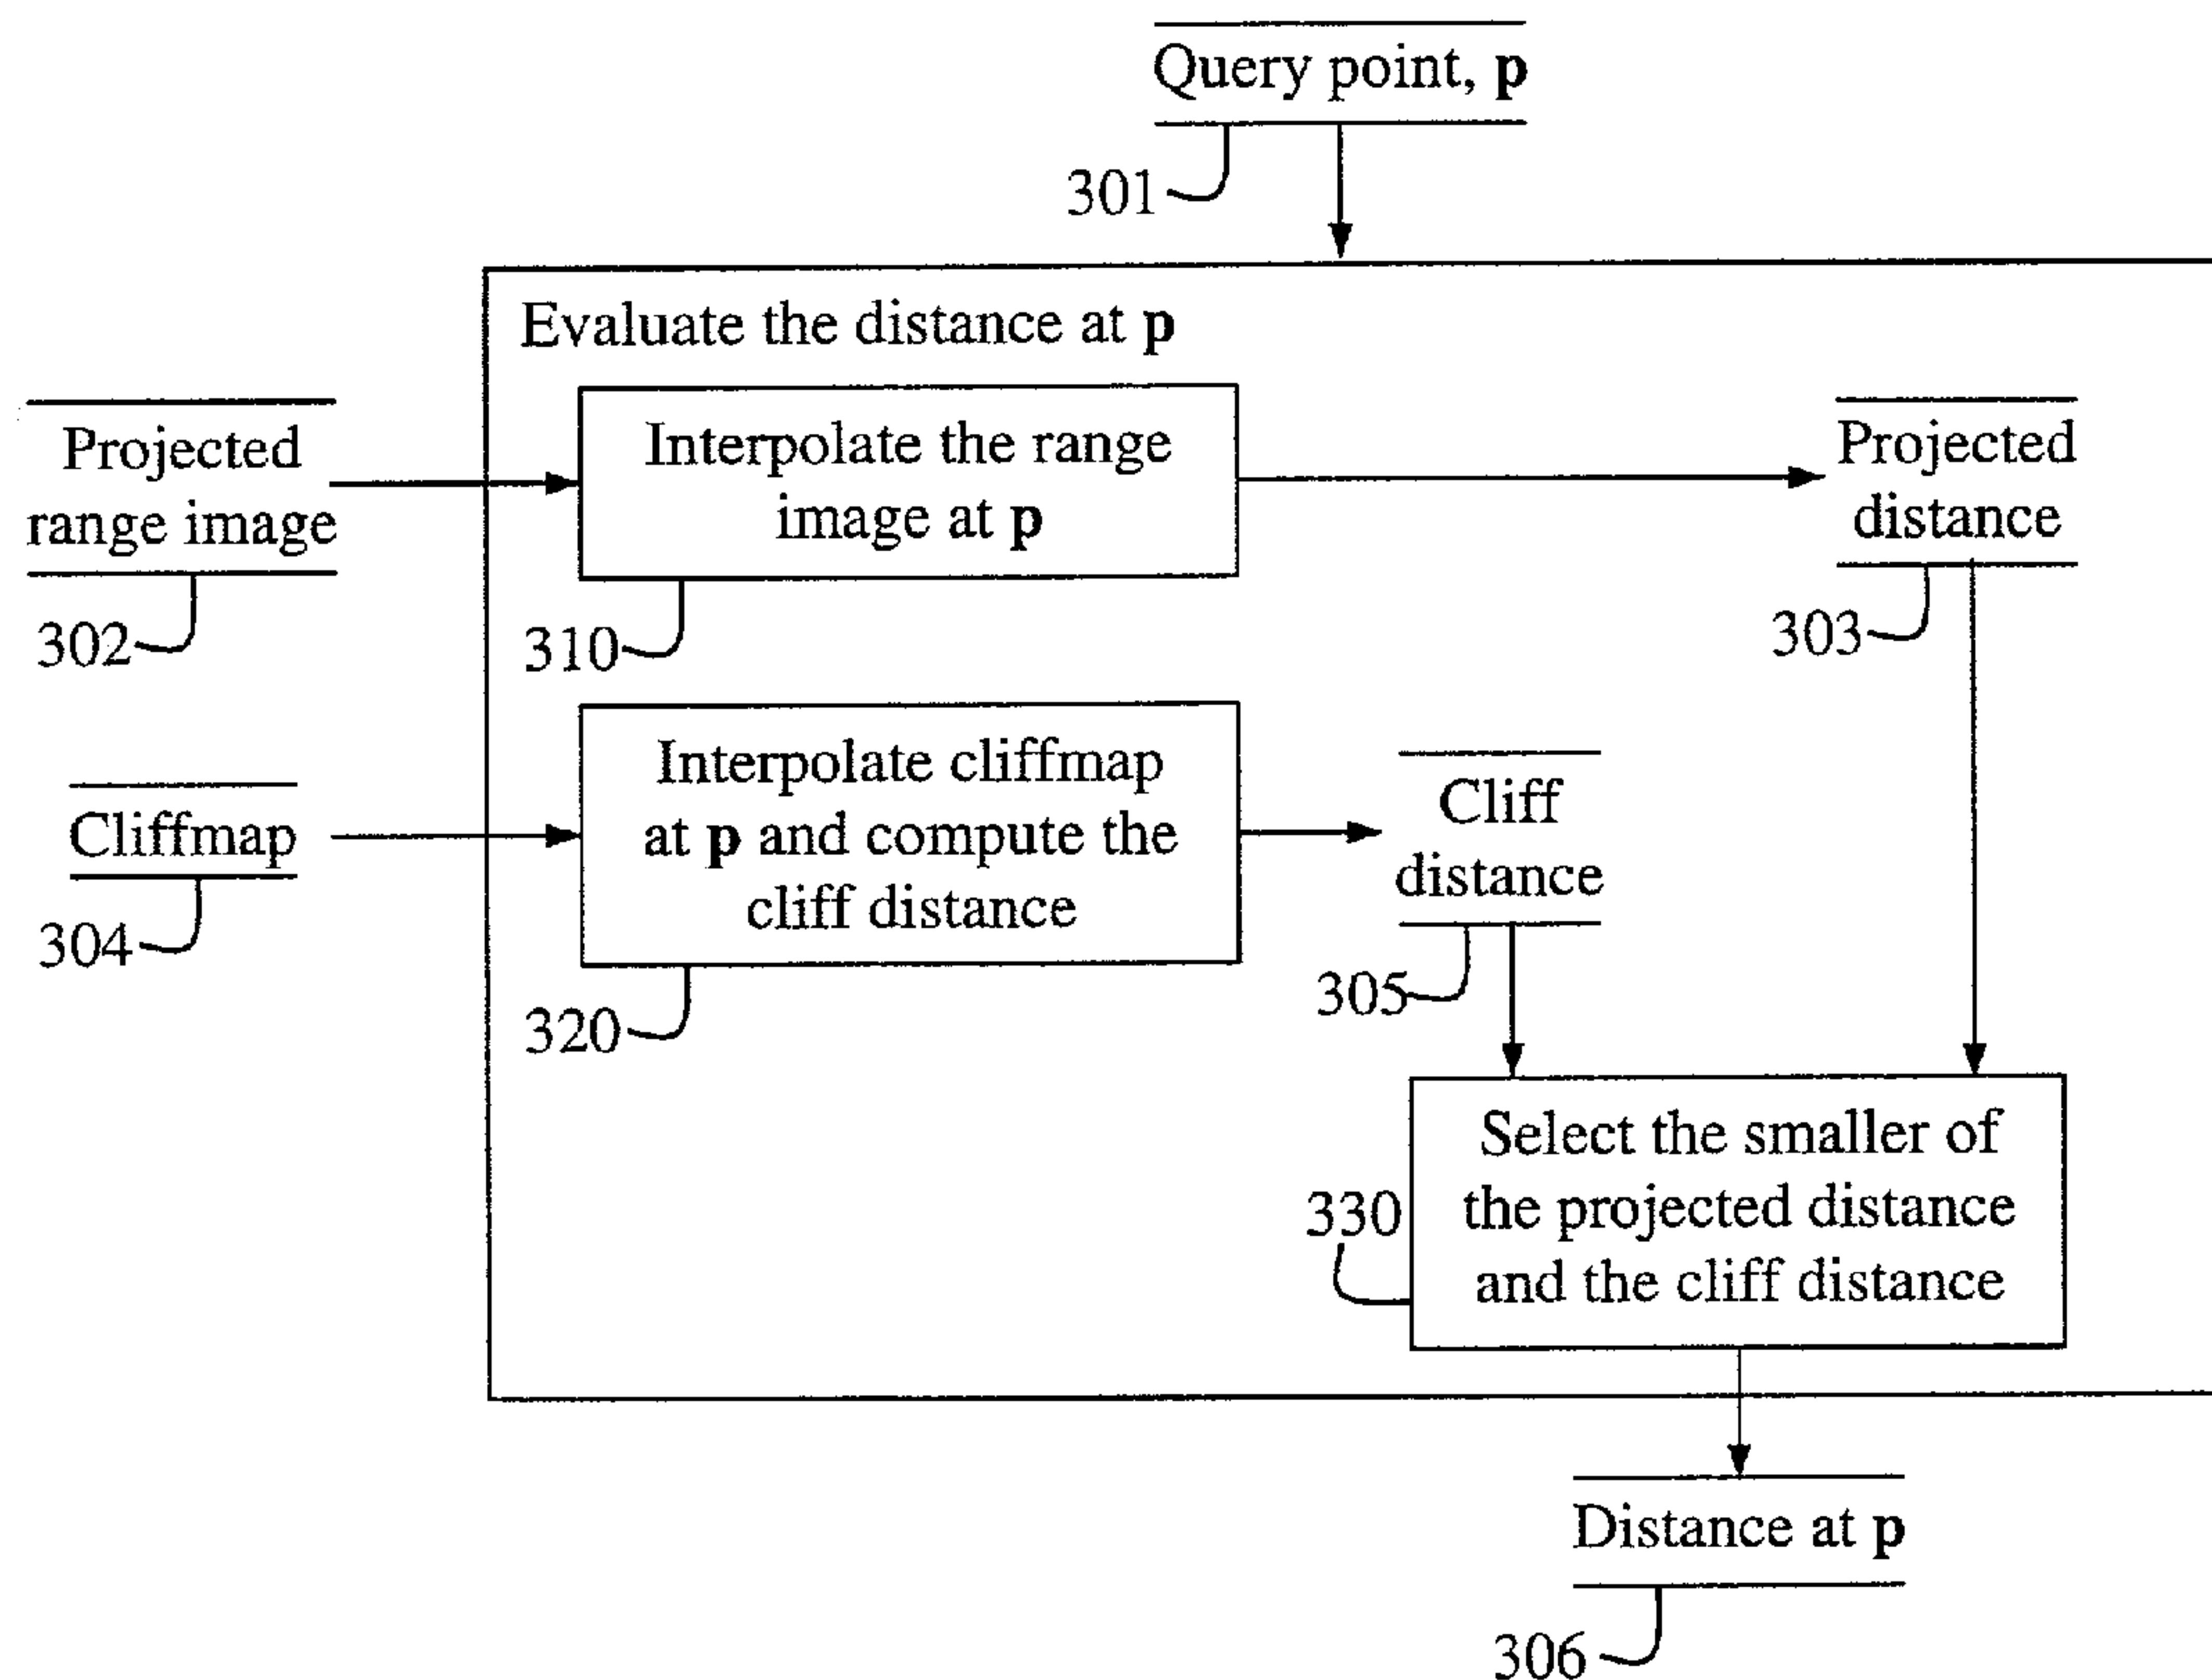 Query point, p
301
Evaluate the distance at p
Projected
range image
302
Interpolate the range
image at p
310
Projected
distance
303
Cliffmap
304
Interpolate cliffmap
at p and compute the
cliff distance
320
Cliff
distance
305
Select the smaller of
the projected distance
and the cliff distance
330
Distance at p
306